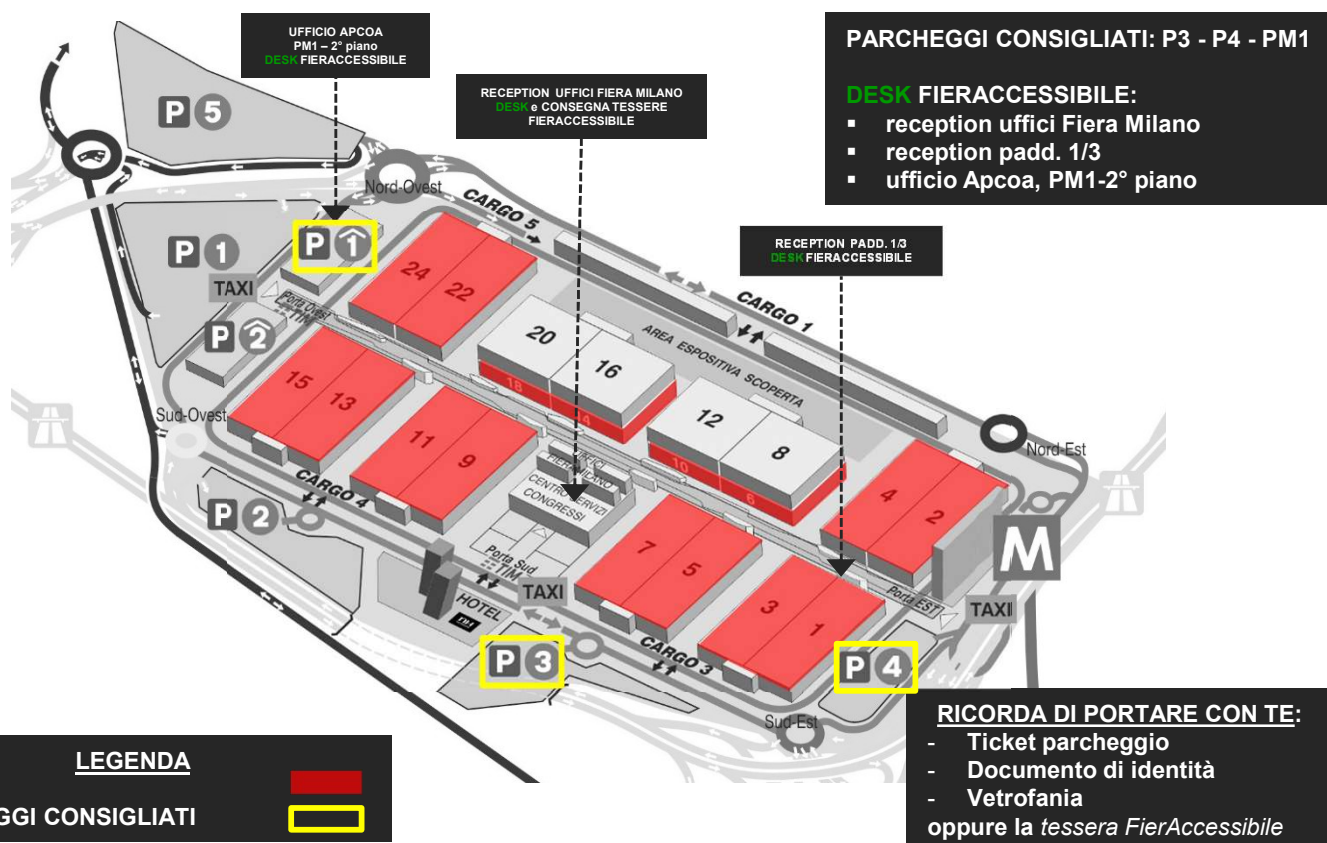 UFFICIO APCOA
PM1 – 2° piano
DESK FIERACCESSIBILE
RECEPTION UFFICI FIERA MILANO
DESK e CONSEGNA TESSERE
FIERACCESSIBILE
PARCHEGGI CONSIGLIATI: P3 - P4 - PM1
DESK FIERACCESSIBILE:
▪ reception uffici Fiera Milano
▪ reception padd. 1/3
▪ ufficio Apcoa, PM1-2° piano
RECEPTION PADD. 1/3
DESK FIERACCESSIBILE
P 5
Nord-Ovest
CARGO 5
P 1
P 1
TAXI
Porta Ovest
TIM
P 2
24
22
CARGO 1
AREA ESPOSITIVA SCOPERTA
20
16
18
14
12
8
10
6
15
13
11
9
Sud-Ovest
Nord-Est
4
2
M
UFFICI
FIERA MILANO
CENTRO SERVIZI
CONGRESSI
CARGO 4
P 2
7
5
Porta Sud
TIM
TAXI
HOTEL
3
1
Porta EST
TAXI
P 3
CARGO 3
P 4
Sud-Est
LEGENDA
GGI CONSIGLIATI
RICORDA DI PORTARE CON TE:
- Ticket parcheggio
- Documento di identità
- Vetrofania
oppure la tessera FierAccessibile